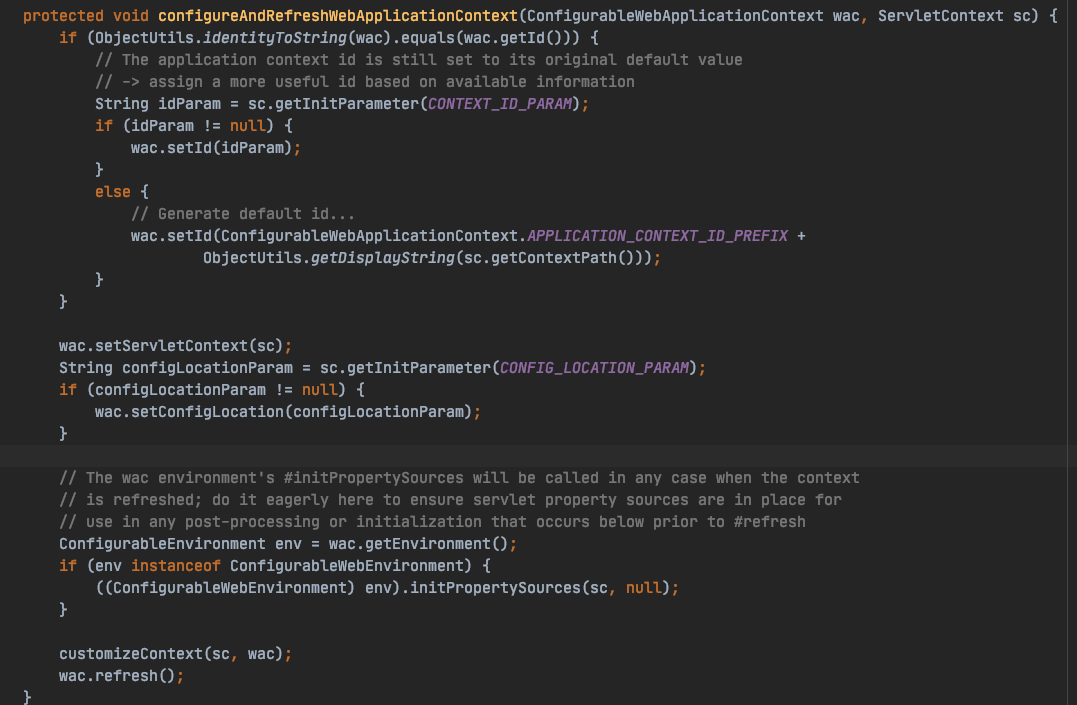 protected void configureAndRefreshWebApplicationContext(ConfigurableWebApplicationContext wac, ServletContext sc) {
    if (ObjectUtils.identityToString(wac).equals(wac.getId())) {
        // The application context id is still set to its original default value
        // -> assign a more useful id based on available information
        String idParam = sc.getInitParameter(CONTEXT_ID_PARAM);
        if (idParam != null) {
            wac.setId(idParam);
        }
        else {
            // Generate default id...
            wac.setId(ConfigurableWebApplicationContext.APPLICATION_CONTEXT_ID_PREFIX +
                    ObjectUtils.getDisplayString(sc.getContextPath()));
        }
    }

    wac.setServletContext(sc);
    String configLocationParam = sc.getInitParameter(CONFIG_LOCATION_PARAM);
    if (configLocationParam != null) {
        wac.setConfigLocation(configLocationParam);
    }

    // The wac environment's #initPropertySources will be called in any case when the context
    // is refreshed; do it eagerly here to ensure servlet property sources are in place for
    // use in any post-processing or initialization that occurs below prior to #refresh
    ConfigurableEnvironment env = wac.getEnvironment();
    if (env instanceof ConfigurableWebEnvironment) {
        ((ConfigurableWebEnvironment) env).initPropertySources(sc, null);
    }

    customizeContext(sc, wac);
    wac.refresh();
}